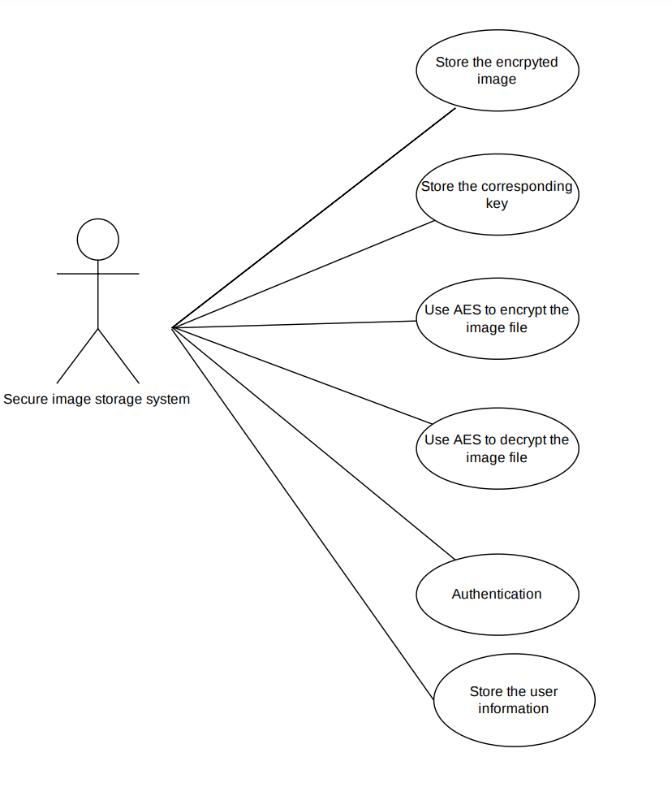 Store the encrpyted
image
Store the corresponding
key
Use AES to encrypt the
image file
Secure image storage system
Use AES to decrypt the
image file
Authentication
Store the user
information